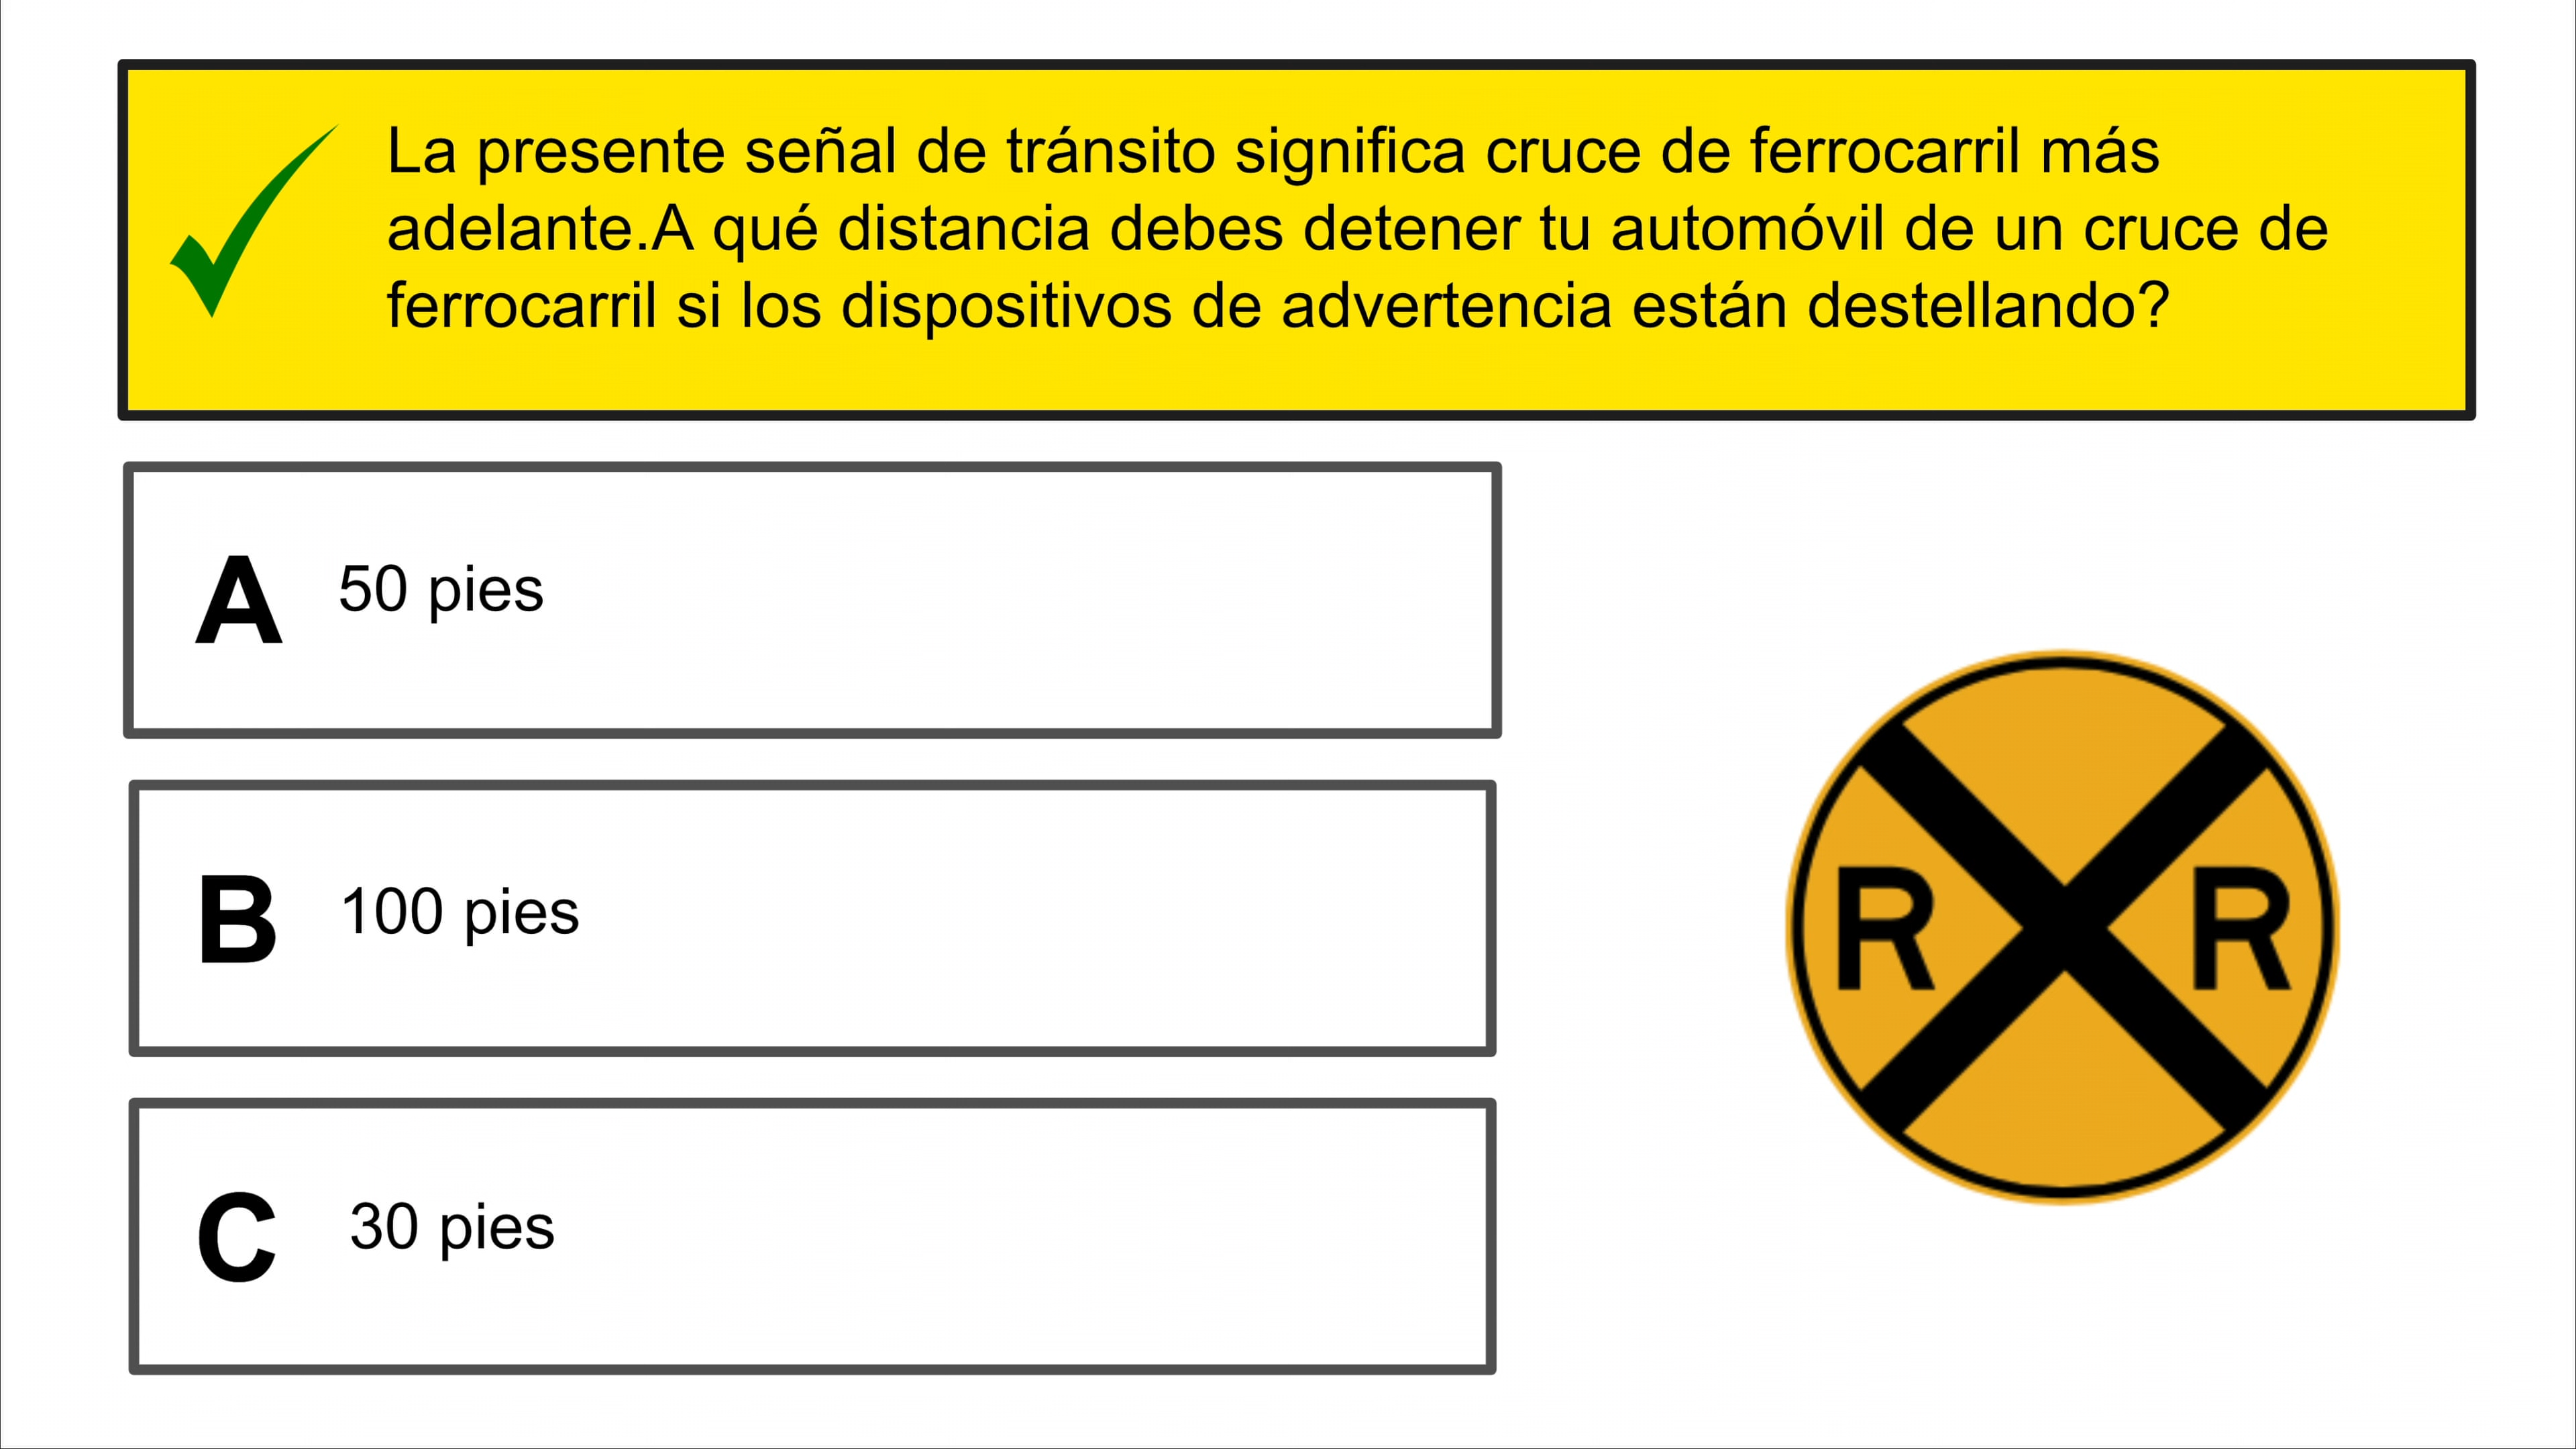 La presente señal de tránsito significa cruce de ferrocarril más
adelante.A qué distancia debes detener tu automóvil de un cruce de
ferrocarril si los dispositivos de advertencia están destellando?
A 50 pies
B 100 pies
C 30 pies
R R